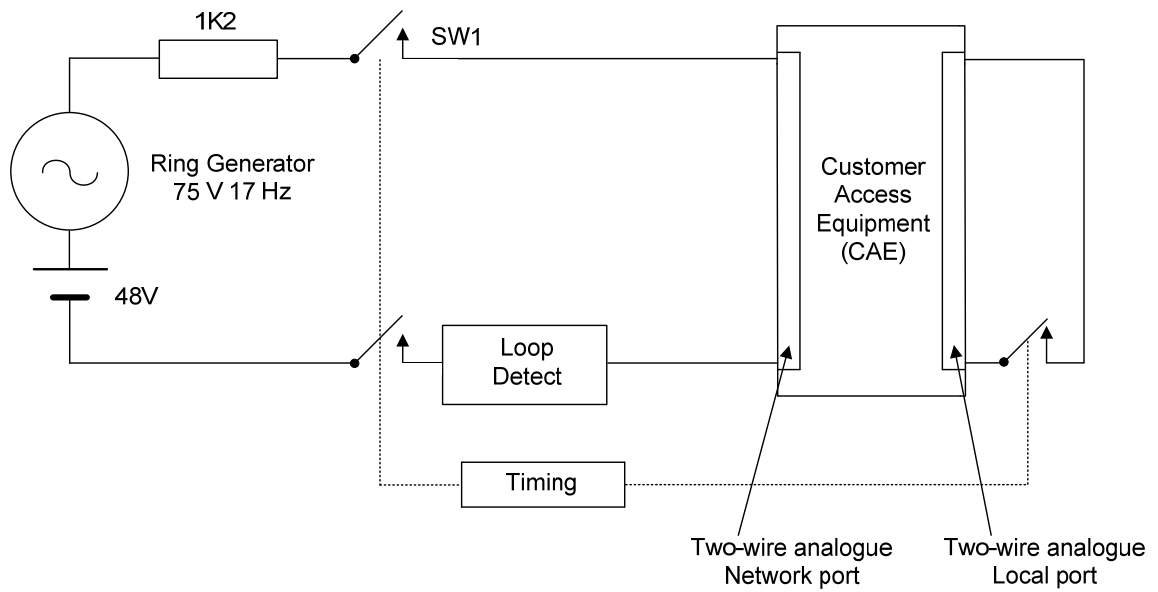 1K2
SW1
Ring Generator
75 V 17 Hz
48V
Customer
Access
Equipment
(CAE)
Loop
Detect
Timing
Two-wire analogue
Network port
Two-wire analogue
Local port